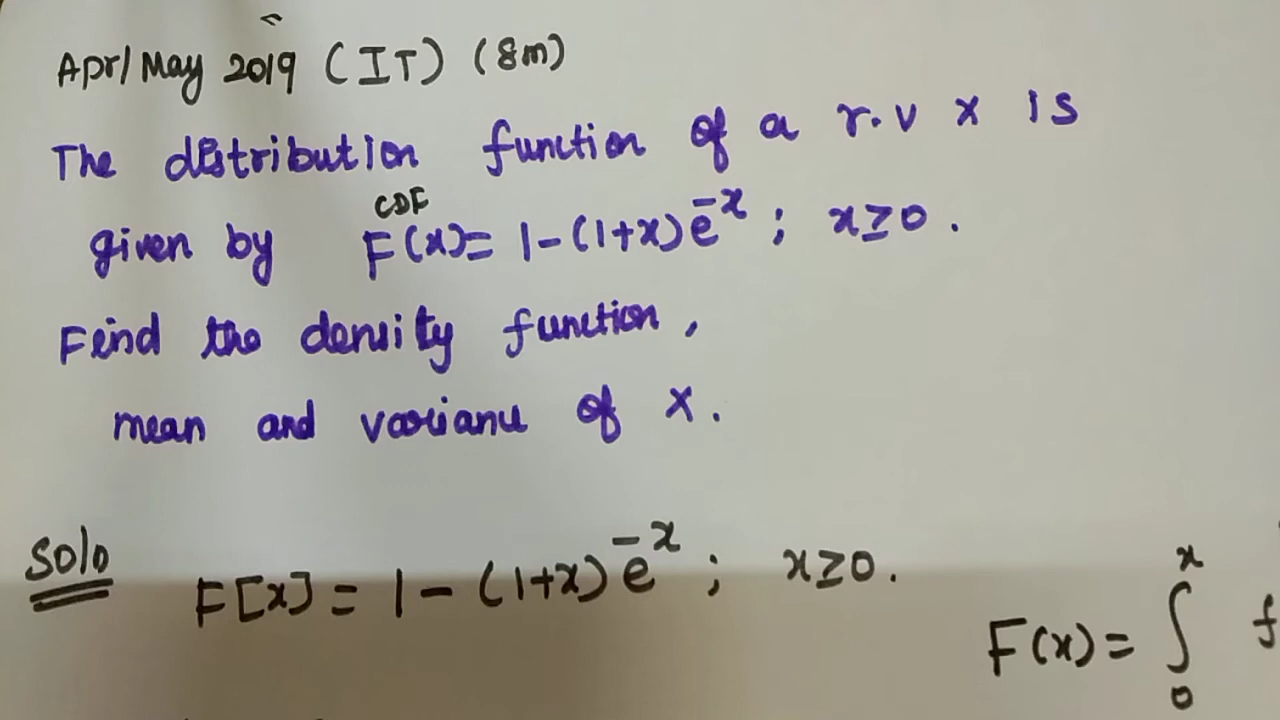 Apr/May 2019 (IT) (8m)
The distribution function of a r.v X is
CDF
given by F(x)= 1-(1+x)e⁻ˣ ; x≥0.
Find the density function,
mean and variance of X.
Soln
F[x] = 1-(1+x)e⁻ˣ ; x≥0.
F(x)= ∫₀ˣ f